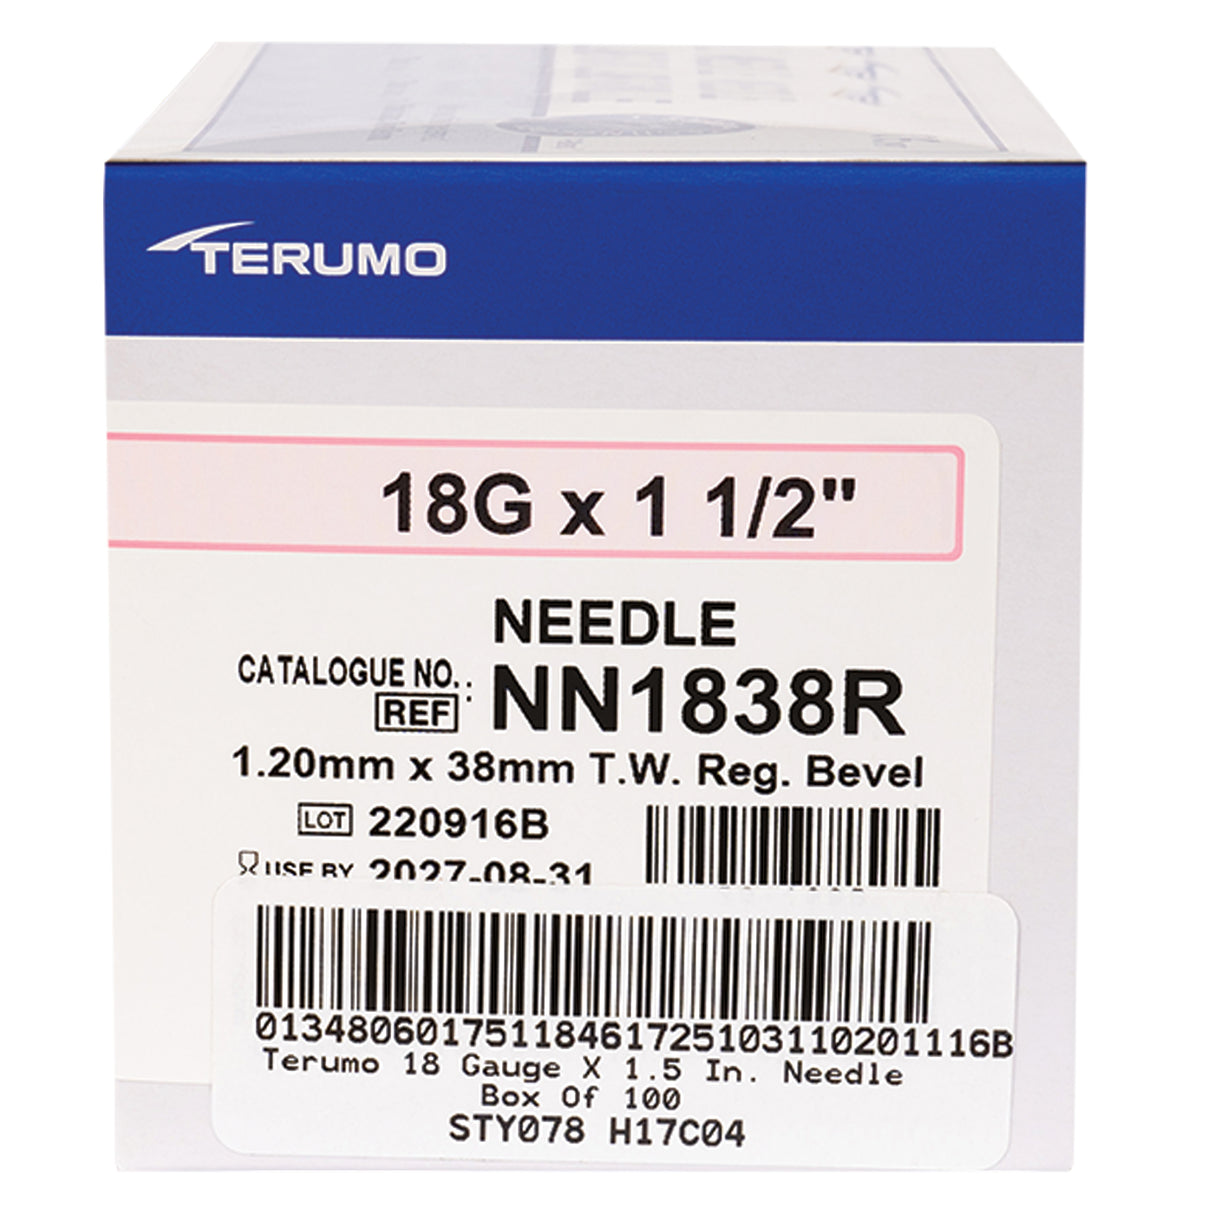 TERUMO
18G x 1 1/2"
NEEDLE
CATALOGUE NO.:
REF NN1838R
1.20mm x 38mm T.W. Reg. Bevel
LOT 220916B
USE BY 2027-08-31
01348060175118461725103110201116B
Terumo 18 Gauge X 1.5 In. Needle
Box Of 100
STY078 H17C04